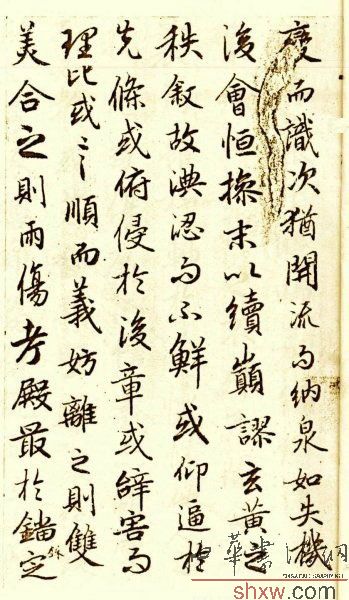 變而識次猶開流而納泉如失機
後會恒操末以續巔謬玄黃之
秩敘故淟涊而不鮮或仰逼於
先條或俯侵於後章或辭害而
理比或言順而義妨離之則雙
美合之則兩傷考殿最於錙銖定
shxw.com